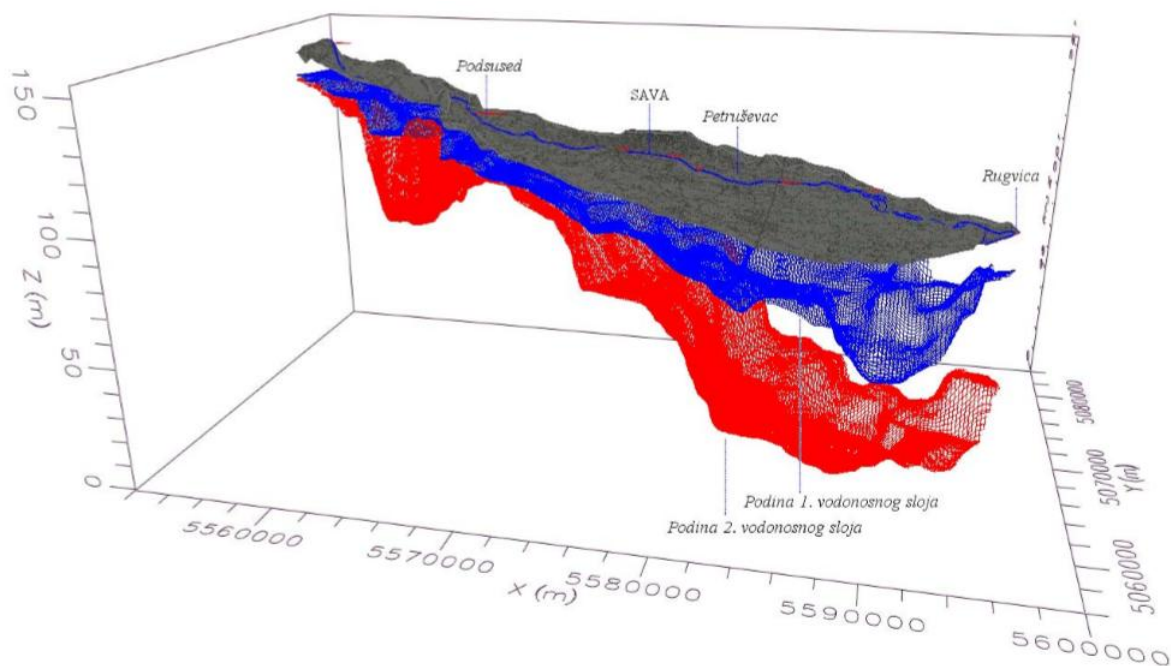 Podsused
SAVA
Petruševac
Rugvica
150
100
50
0
Z (m)
Podina 1. vodonosnog sloja
Podina 2. vodonosnog sloja
5560000
5570000
5580000
5590000
5600000
X (m)
5080000
5070000
5060000
Y (m)